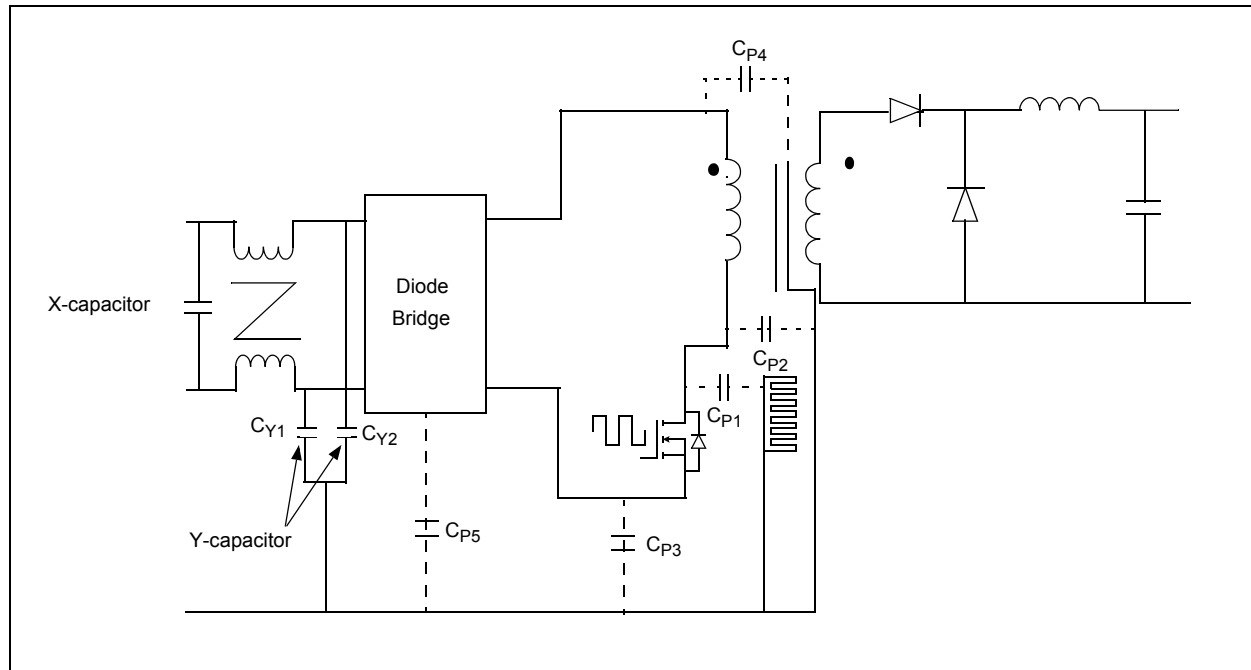 CP4
X-capacitor
Diode
Bridge
CP2
CP1
CY1
CY2
Y-capacitor
CP5
CP3